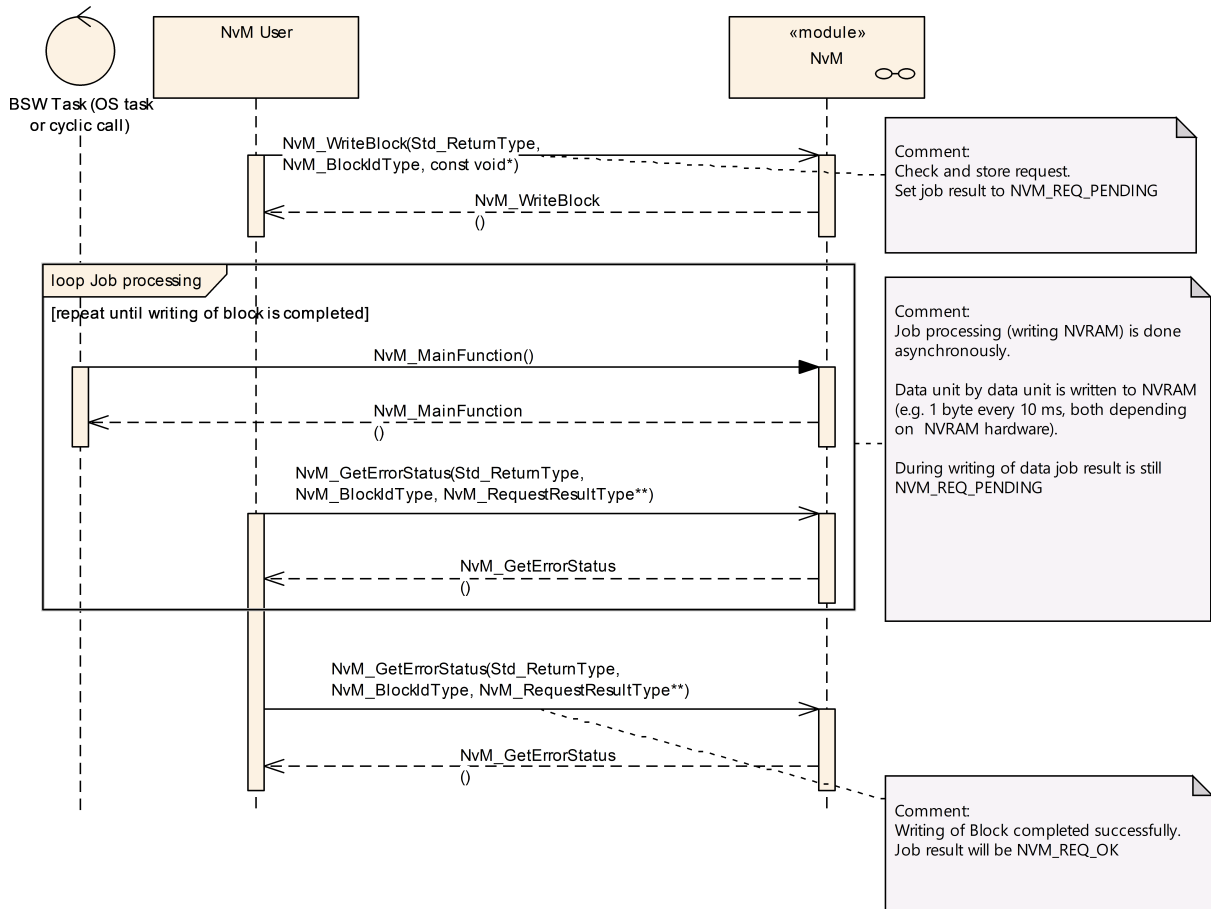 NvM User
«module»
NvM
BSW Task (OS task
or cyclic call)
NvM_WriteBlock(Std_ReturnType,
NvM_BlockIdType, const void*)
Comment:
Check and store request.
Set job result to NVM_REQ_PENDING
NvM_WriteBlock
()
loop Job processing
[repeat until writing of block is completed]
Comment:
Job processing (writing NVRAM) is done
asynchronously.
Data unit by data unit is written to NVRAM
(e.g. 1 byte every 10 ms, both depending
on  NVRAM hardware).
During writing of data job result is still
NVM_REQ_PENDING
NvM_MainFunction()
NvM_MainFunction
()
NvM_GetErrorStatus(Std_ReturnType,
NvM_BlockIdType, NvM_RequestResultType**)
NvM_GetErrorStatus
()
NvM_GetErrorStatus(Std_ReturnType,
NvM_BlockIdType, NvM_RequestResultType**)
NvM_GetErrorStatus
()
Comment:
Writing of Block completed successfully.
Job result will be NVM_REQ_OK